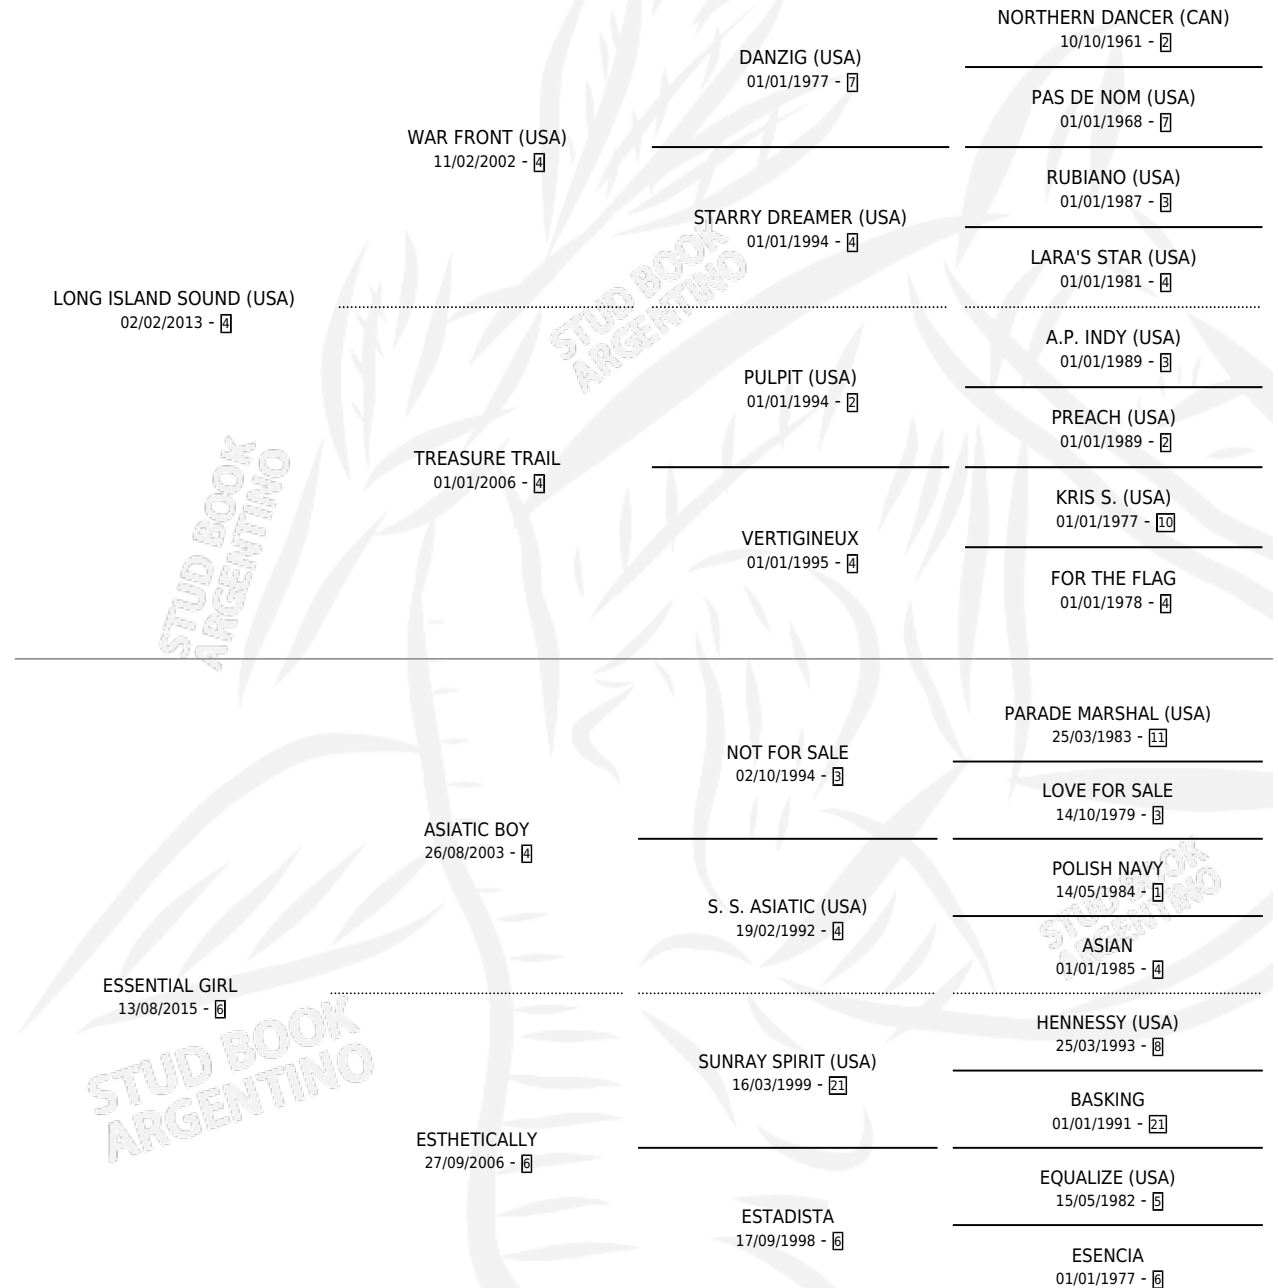 NORTHERN DANCER (CAN)
10/10/1961 - 2
DANZIG (USA)
01/01/1977 - 7
PAS DE NOM (USA)
01/01/1968 - 7
WAR FRONT (USA)
11/02/2002 - 4
RUBIANO (USA)
01/01/1987 - 3
STARRY DREAMER (USA)
01/01/1994 - 4
LARA'S STAR (USA)
01/01/1981 - 4
LONG ISLAND SOUND (USA)
02/02/2013 - 4
A.P. INDY (USA)
01/01/1989 - 3
PULPIT (USA)
01/01/1994 - 2
PREACH (USA)
01/01/1989 - 2
TREASURE TRAIL
01/01/2006 - 4
KRIS S. (USA)
01/01/1977 - 10
VERTIGINEUX
01/01/1995 - 4
FOR THE FLAG
01/01/1978 - 4
PARADE MARSHAL (USA)
25/03/1983 - 11
NOT FOR SALE
02/10/1994 - 3
LOVE FOR SALE
14/10/1979 - 3
ASIATIC BOY
26/08/2003 - 4
POLISH NAVY
14/05/1984 - 1
S. S. ASIATIC (USA)
19/02/1992 - 4
ASIAN
01/01/1985 - 4
ESSENTIAL GIRL
13/08/2015 - 6
HENNESSY (USA)
25/03/1993 - 8
SUNRAY SPIRIT (USA)
16/03/1999 - 21
BASKING
01/01/1991 - 21
ESTHETICALLY
27/09/2006 - 6
EQUALIZE (USA)
15/05/1982 - 5
ESTADISTA
17/09/1998 - 6
ESENCIA
01/01/1977 - 6
STUD BOOK
ARGENTINO
STUD BOOK
ARGENTINO
STUD BOOK
ARGENTINO
STUD BOOK
ARGENTINO